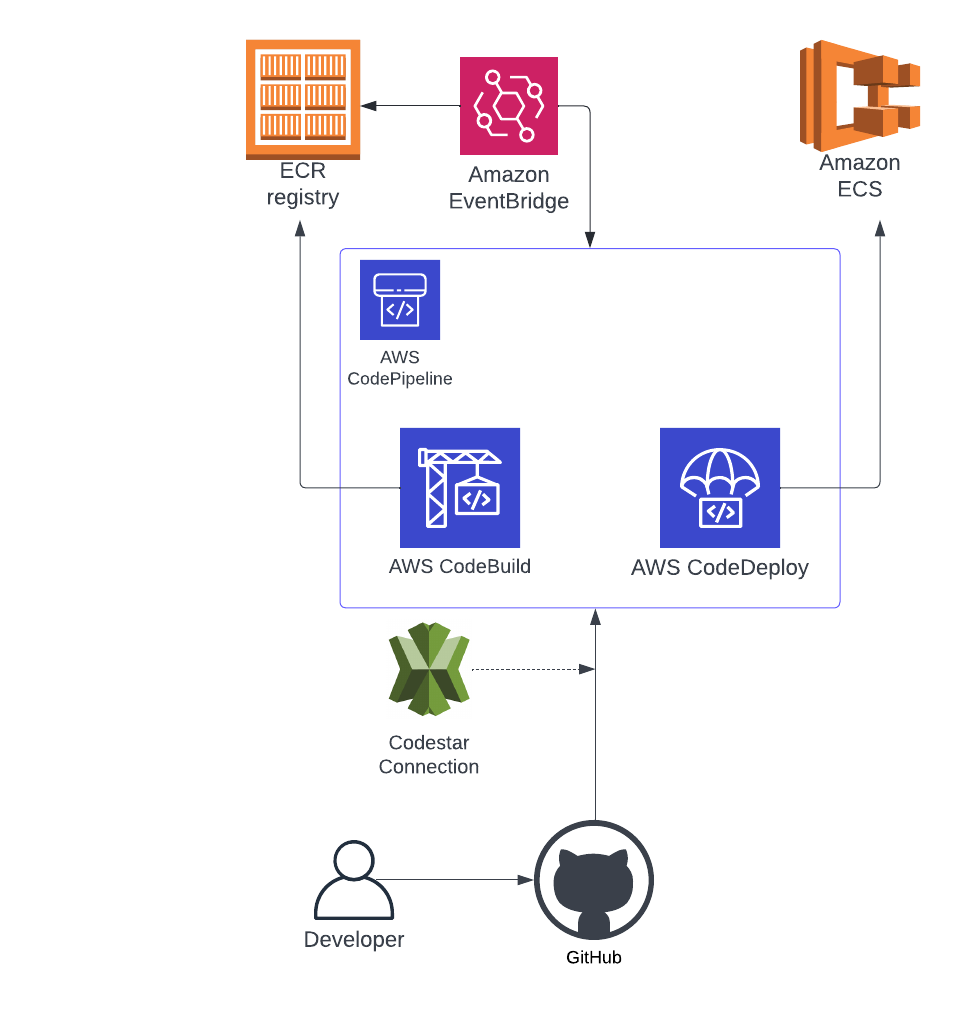 ECR
registry
Amazon
EventBridge
Amazon
ECS
AWS
CodePipeline
AWS CodeBuild
AWS CodeDeploy
Codestar
Connection
Developer
GitHub